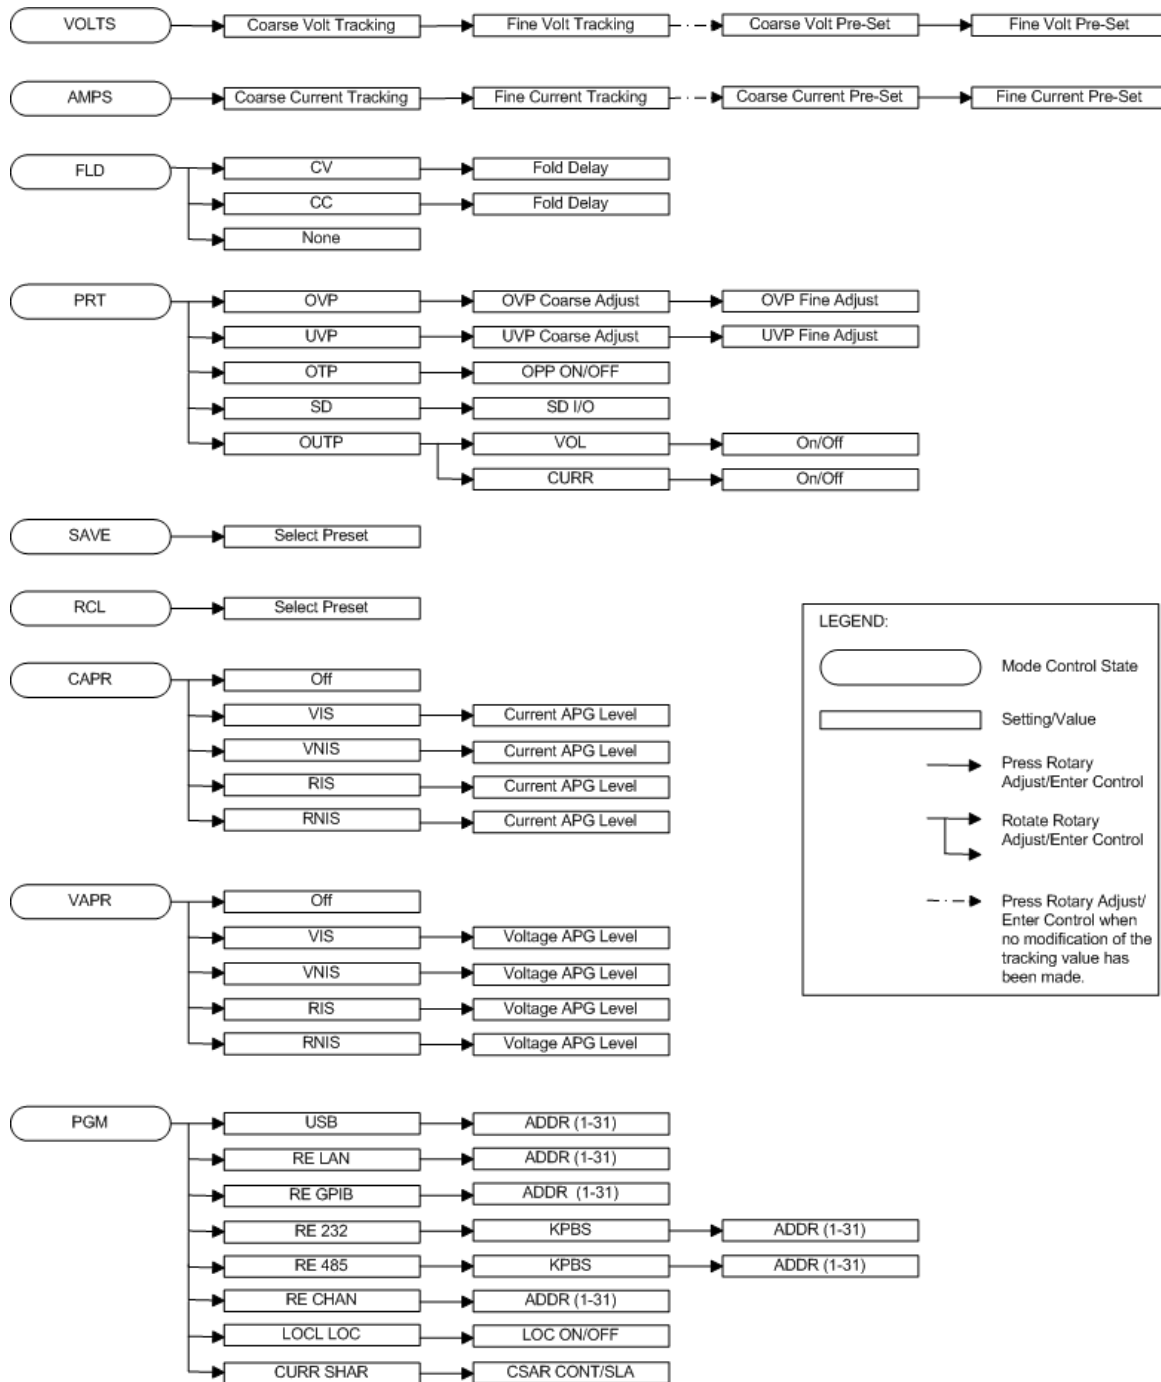 VOLTS
Coarse Volt Tracking
Fine Volt Tracking
Coarse Volt Pre-Set
Fine Volt Pre-Set
AMPS
Coarse Current Tracking
Fine Current Tracking
Coarse Current Pre-Set
Fine Current Pre-Set
FLD
CV
Fold Delay
CC
Fold Delay
None
PRT
OVP
OVP Coarse Adjust
OVP Fine Adjust
UVP
UVP Coarse Adjust
UVP Fine Adjust
OTP
OPP ON/OFF
SD
SD I/O
OUTP
VOL
On/Off
CURR
On/Off
SAVE
Select Preset
RCL
Select Preset
CAPR
Off
VIS
Current APG Level
VNIS
Current APG Level
RIS
Current APG Level
RNIS
Current APG Level
VAPR
Off
VIS
Voltage APG Level
VNIS
Voltage APG Level
RIS
Voltage APG Level
RNIS
Voltage APG Level
PGM
USB
ADDR (1-31)
RE LAN
ADDR (1-31)
RE GPIB
ADDR (1-31)
RE 232
KPBS
ADDR (1-31)
RE 485
KPBS
ADDR (1-31)
RE CHAN
ADDR (1-31)
LOCL LOC
LOC ON/OFF
CURR SHAR
CSAR CONT/SLA
LEGEND:
Mode Control State
Setting/Value
Press Rotary
Adjust/Enter Control
Rotate Rotary
Adjust/Enter Control
Press Rotary Adjust/
Enter Control when
no modification of the
tracking value has
been made.